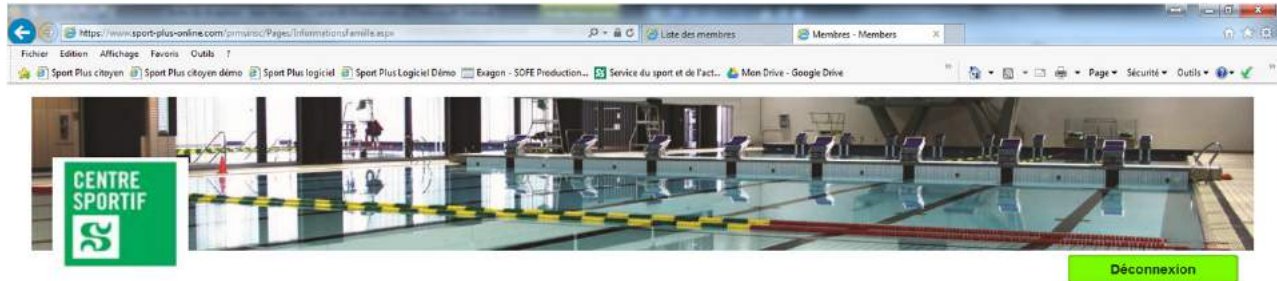 https://www.sport-plus-online.com/prmsinsc/Pages/InformationsFamille.aspx
Liste des membres
Membres - Members
Fichier Edition Affichage Favoris Outils ?
Sport Plus citoyen Sport Plus citoyen démo Sport Plus logiciel Sport Plus Logiciel Démo Exagon - SOFE Production... Service du sport et de l'act... Mon Drive - Google Drive Page Sécurité Outils
CENTRE
SPORTIF
S
Déconnexion